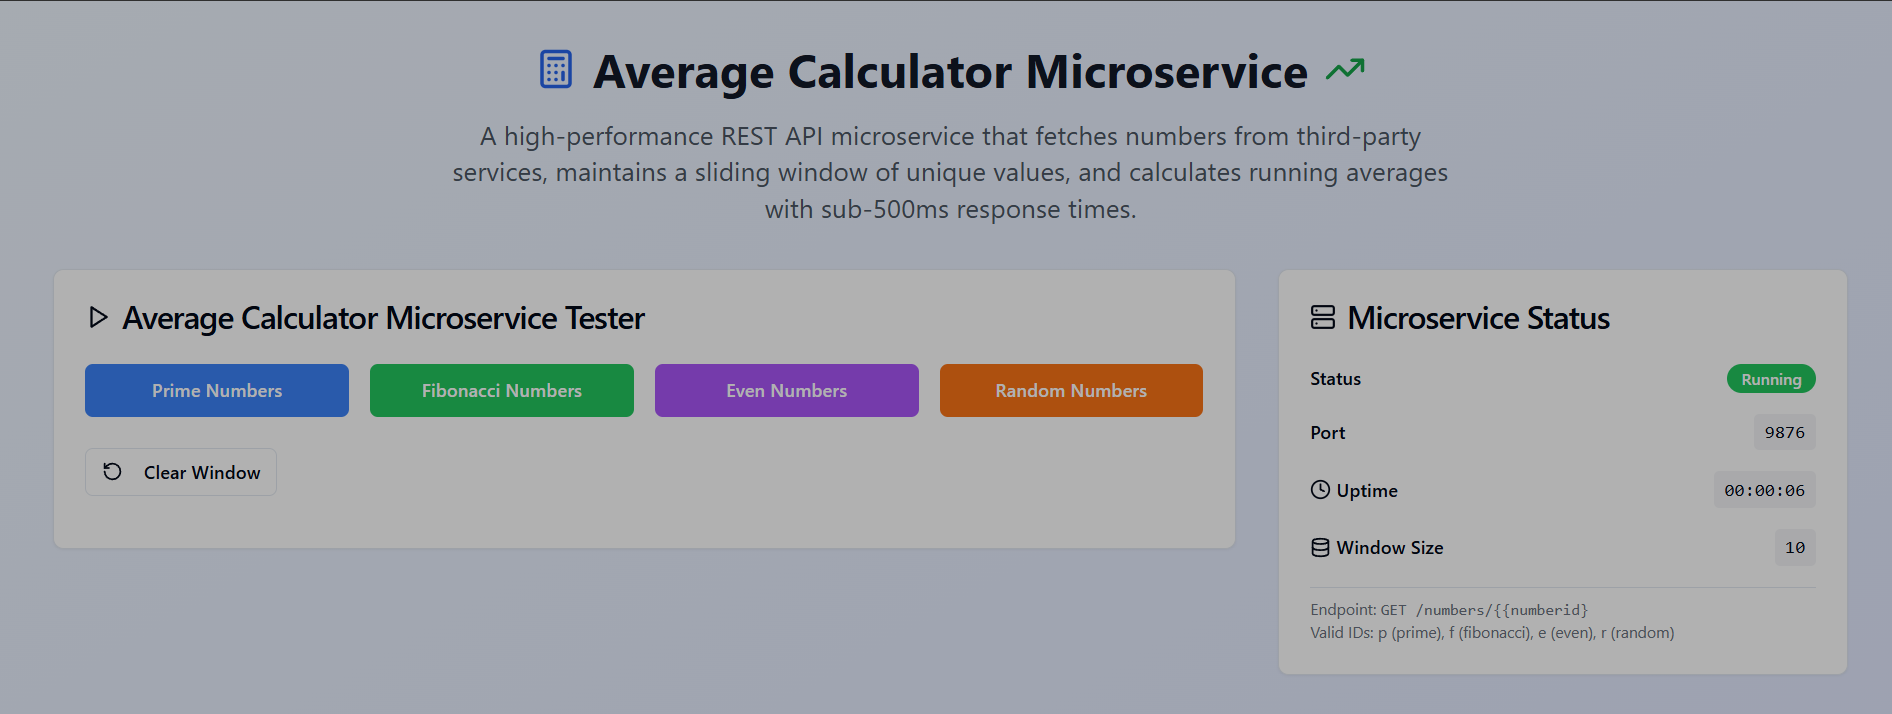 Average Calculator Microservice
A high-performance REST API microservice that fetches numbers from third-party
services, maintains a sliding window of unique values, and calculates running averages
with sub-500ms response times.
Average Calculator Microservice Tester
Prime Numbers
Fibonacci Numbers
Even Numbers
Random Numbers
Clear Window
Microservice Status
Status
Running
Port
9876
Uptime
00:00:06
Window Size
10
Endpoint: GET /numbers/{{numberid}
Valid IDs: p (prime), f (fibonacci), e (even), r (random)